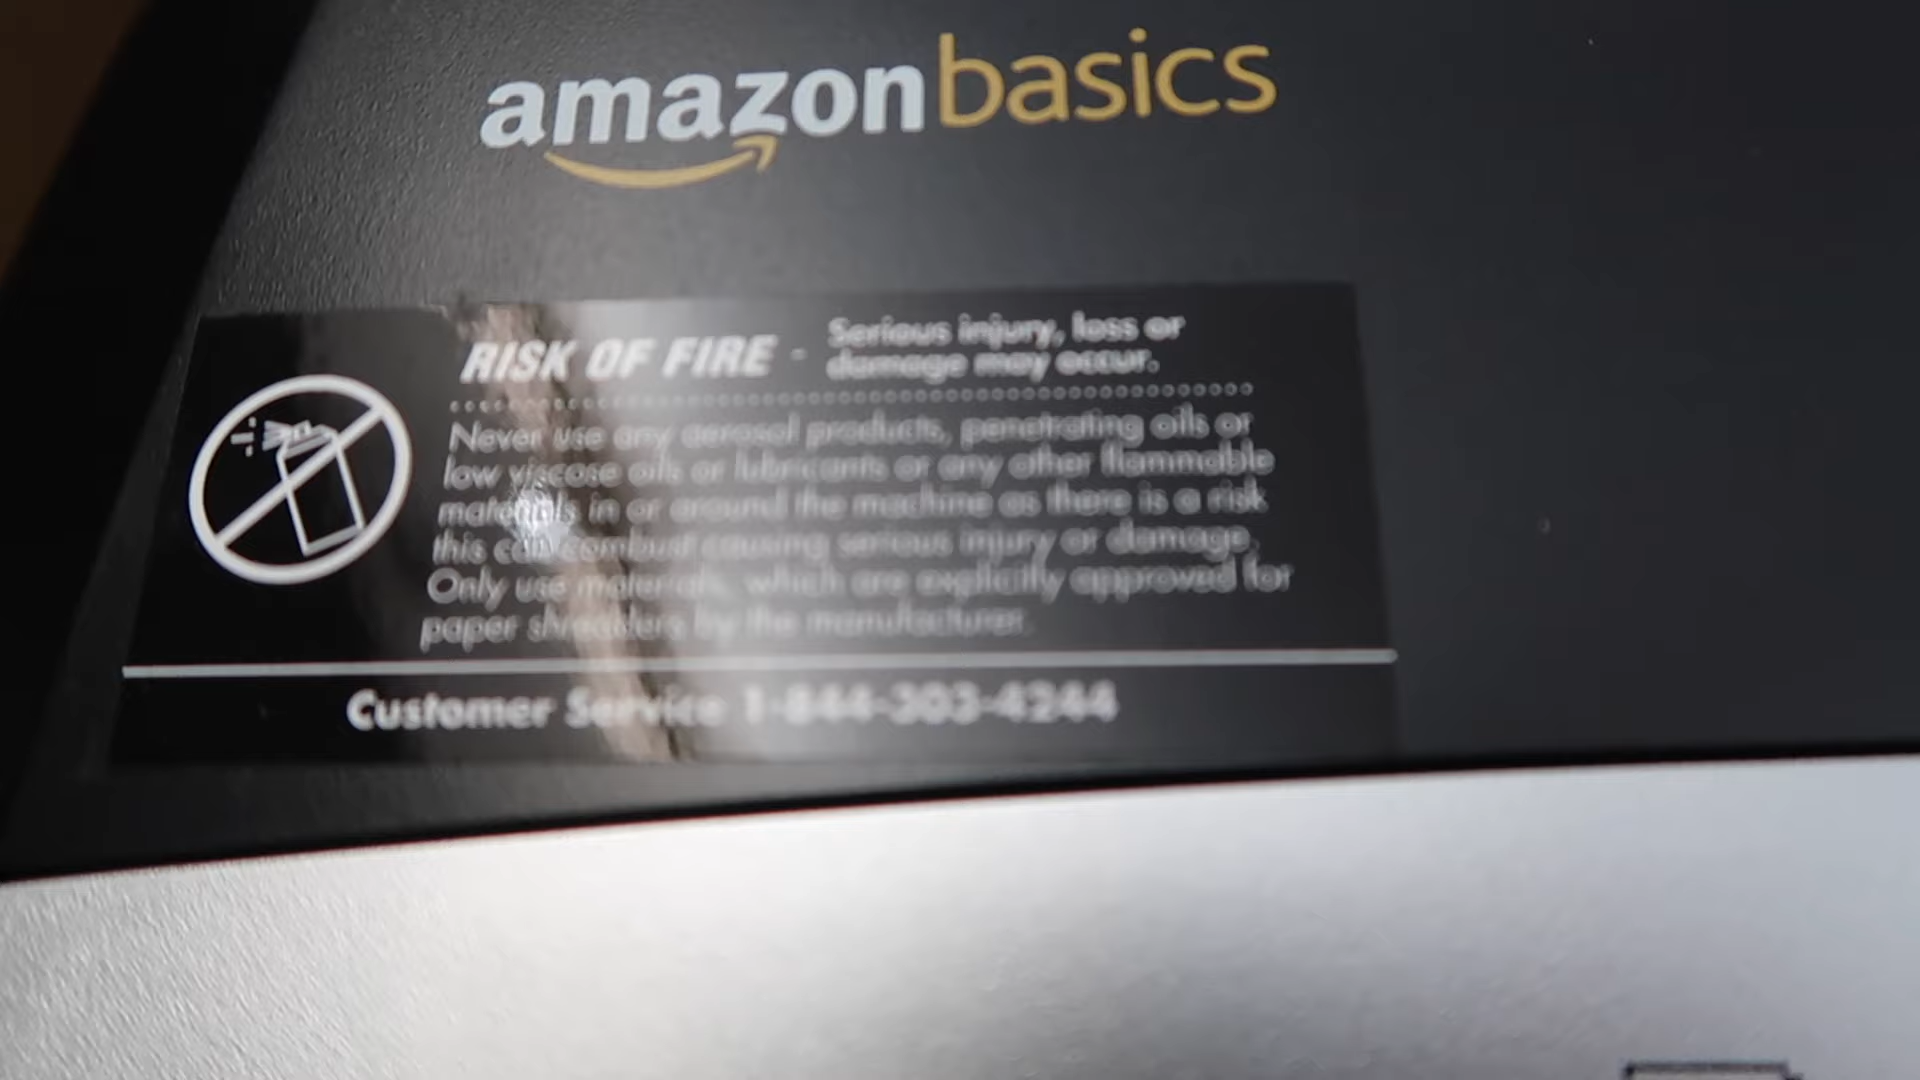 amazonbasics
RISK OF FIRE - Serious injury, loss or
damage may occur.
Never use any aerosol products, penetrating oils or
low viscose oils or lubricants or any other flammable
materials in or around the machine as there is a risk
this can combust causing serious injury or damage.
Only use materials, which are explicitly approved for
paper shredders by the manufacturer.
Customer Service 1-844-303-4244